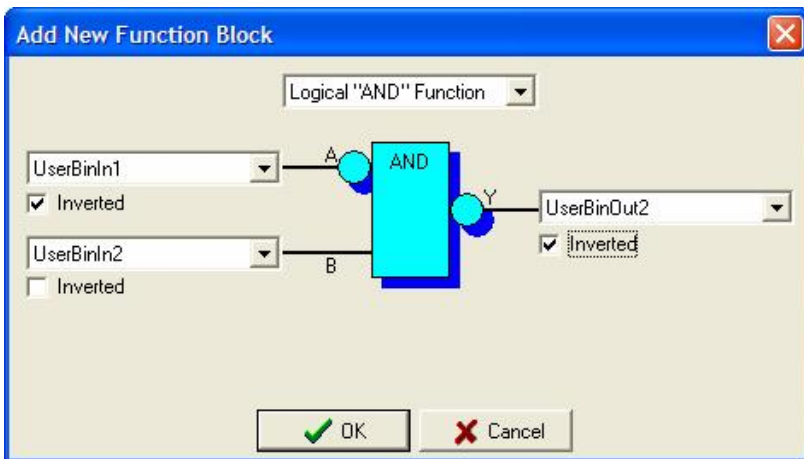 Add New Function Block
Logical "AND" Function
UserBinIn1
A
AND
Inverted
Y
UserBinOut2
Inverted
UserBinIn2
B
Inverted
OK
Cancel